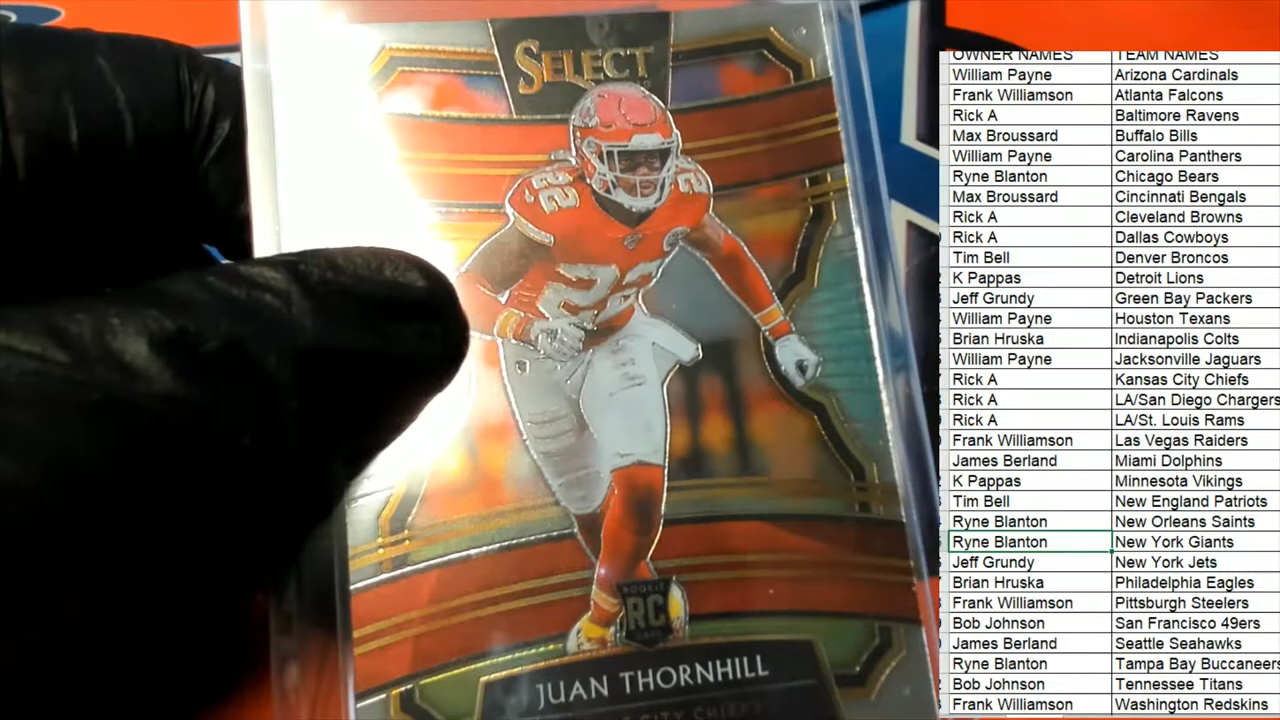 SELECT
22
2
22
ROOKIE
RC
JUAN THORNHILL
CITY CHIEFS
OWNER NAMES TEAM NAMES
William Payne Arizona Cardinals
Frank Williamson Atlanta Falcons
Rick A Baltimore Ravens
Max Broussard Buffalo Bills
William Payne Carolina Panthers
Ryne Blanton Chicago Bears
Max Broussard Cincinnati Bengals
Rick A Cleveland Browns
Rick A Dallas Cowboys
Tim Bell Denver Broncos
K Pappas Detroit Lions
Jeff Grundy Green Bay Packers
William Payne Houston Texans
Brian Hruska Indianapolis Colts
William Payne Jacksonville Jaguars
Rick A Kansas City Chiefs
Rick A LA/San Diego Chargers
Rick A LA/St. Louis Rams
Frank Williamson Las Vegas Raiders
James Berland Miami Dolphins
K Pappas Minnesota Vikings
Tim Bell New England Patriots
Ryne Blanton New Orleans Saints
Ryne Blanton New York Giants
Jeff Grundy New York Jets
Brian Hruska Philadelphia Eagles
Frank Williamson Pittsburgh Steelers
Bob Johnson San Francisco 49ers
James Berland Seattle Seahawks
Ryne Blanton Tampa Bay Buccaneers
Bob Johnson Tennessee Titans
Frank Williamson Washington Redskins